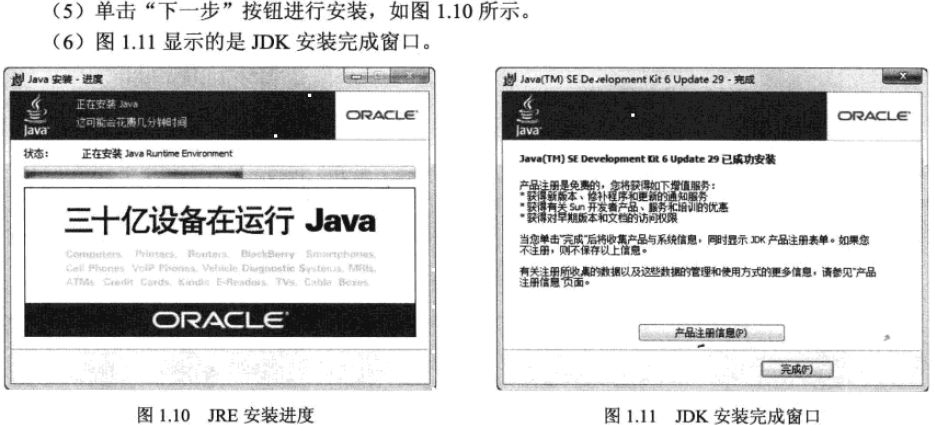 （5）单击“下一步”按钮进行安装，如图 1.10 所示。
（6）图 1.11 显示的是 JDK 安装完成窗口。
Java 安装 - 进度
正在安装 Java
这可能会花费几分钟时间
Java
ORACLE
状态： 正在安装 Java Runtime Environment
三十亿设备在运行 Java
Computers, Printers, Routers, BlackBerry Smartphones,
Cell Phones, VoIP Phones, Vehicle Diagnostic Systems, MRIs,
ATMs, Credit Cards, Kindle E-Readers, TVs, Cable Boxes.
ORACLE
图 1.10 JRE 安装进度
Java(TM) SE Development Kit 6 Update 29 - 完成
Java
ORACLE
Java(TM) SE Development Kit 6 Update 29 已成功安装
产品注册是免费的，您将获得如下增值服务：
* 获得新版本、修补程序和更新的通知服务
* 获得有关 Sun 开发者产品、服务和培训的优惠
* 获得对早期版本和文档的访问权限
当您单击“完成”后将收集产品与系统信息，同时显示 JDK 产品注册表单。如果您
不注册，则不保存以上信息。
有关注册所收集的数据以及这些数据的管理和使用方式的更多信息，请参见“产品
注册信息”页面。
产品注册信息(P)
完成(F)
图 1.11 JDK 安装完成窗口